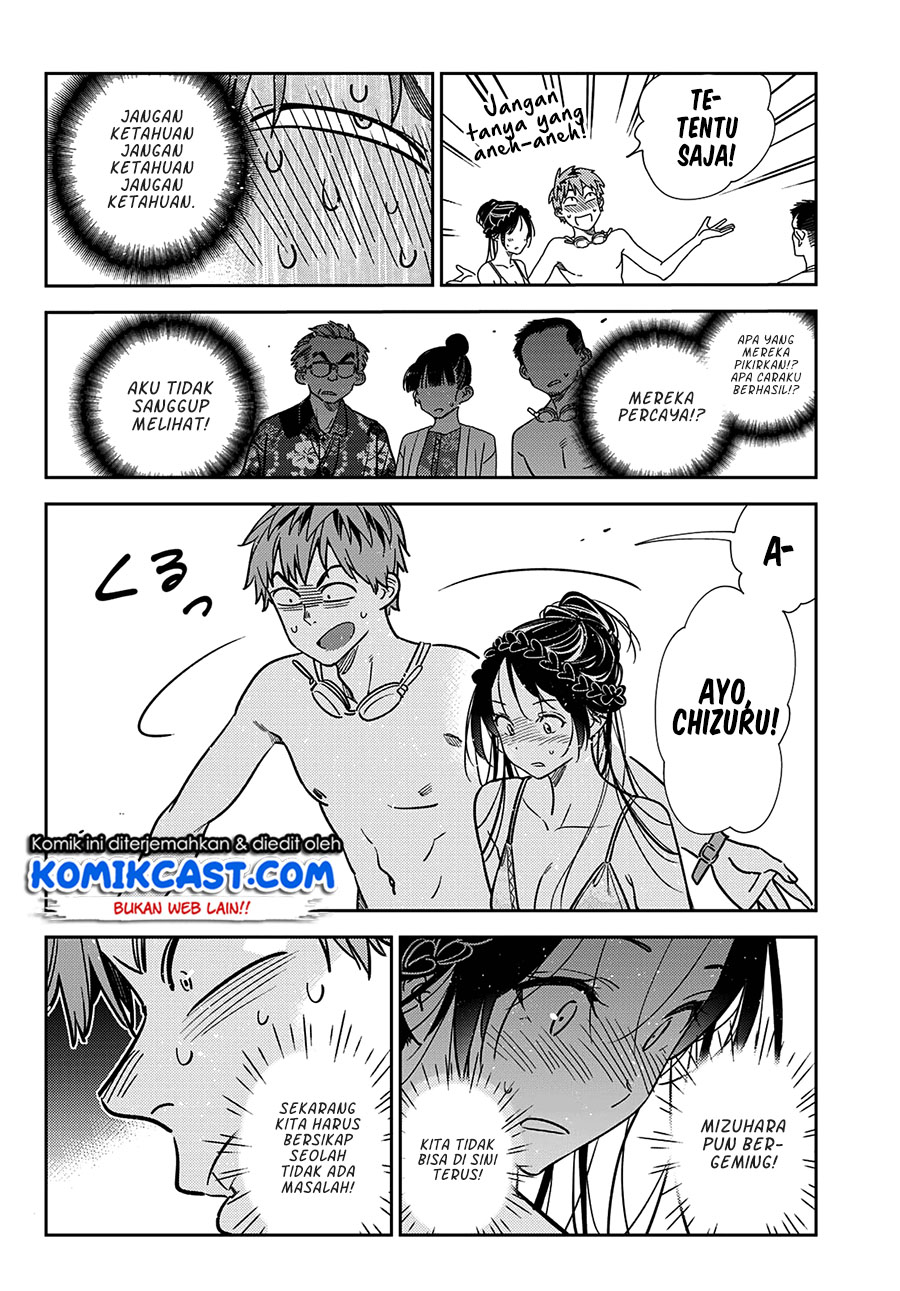 TE-
TENTU
SAJA!
Jangan
tanya yang
aneh-aneh!
JANGAN
KETAHUAN
JANGAN
KETAHUAN
JANGAN
KETAHUAN.
APA YANG
MEREKA
PIKIRKAN!?
APA CARAKU
BERHASIL!?
MEREKA
PERCAYA!?
AKU TIDAK
SANGGUP
MELIHAT!
A-
AYO,
CHIZURU!
くるっ
Komik ini diterjemahkan & diedit oleh
KOMIKCAST.COM
BUKAN WEB LAIN!!
MIZUHARA
PUN BER-
GEMING!
KITA TIDAK
BISA DI SINI
TERUS!
SEKARANG
KITA HARUS
BERSIKAP
SEOLAH
TIDAK ADA
MASALAH!